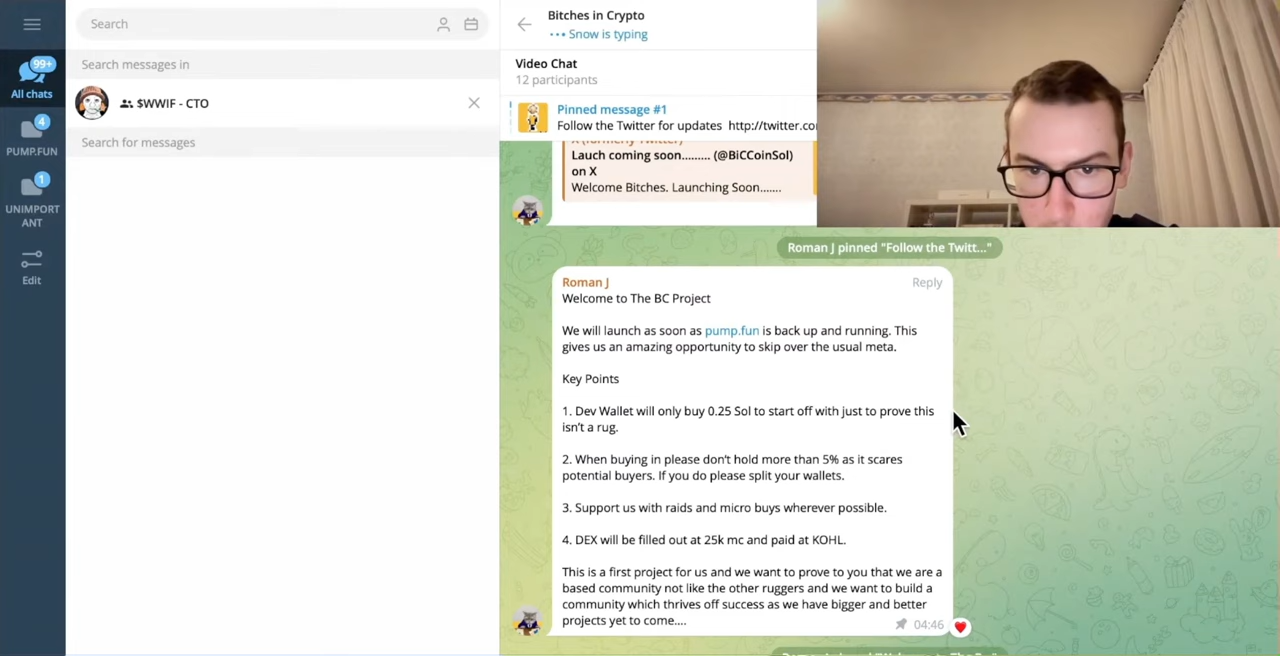 Search
99+
All chats
4
PUMP.FUN
1
UNIMPORT
ANT
Edit
Search messages in
$WWIF - CTO
Search for messages
Bitches in Crypto
Snow is typing
Video Chat
12 participants
Pinned message #1
Follow the Twitter for updates http://twitter.co
X (formerly Twitter)
Lauch coming soon......... (@BiCCoinSol)
on X
Welcome Bitches. Launching Soon.......
Roman J pinned "Follow the Twitt..."
Roman J
Reply
Welcome to The BC Project
We will launch as soon as pump.fun is back up and running. This
gives us an amazing opportunity to skip over the usual meta.
Key Points
1. Dev Wallet will only buy 0.25 Sol to start off with just to prove this
isn't a rug.
2. When buying in please don't hold more than 5% as it scares
potential buyers. If you do please split your wallets.
3. Support us with raids and micro buys wherever possible.
4. DEX will be filled out at 25k mc and paid at KOHL.
This is a first project for us and we want to prove to you that we are a
based community not like the other ruggers and we want to build a
community which thrives off success as we have bigger and better
projects yet to come....
04:46